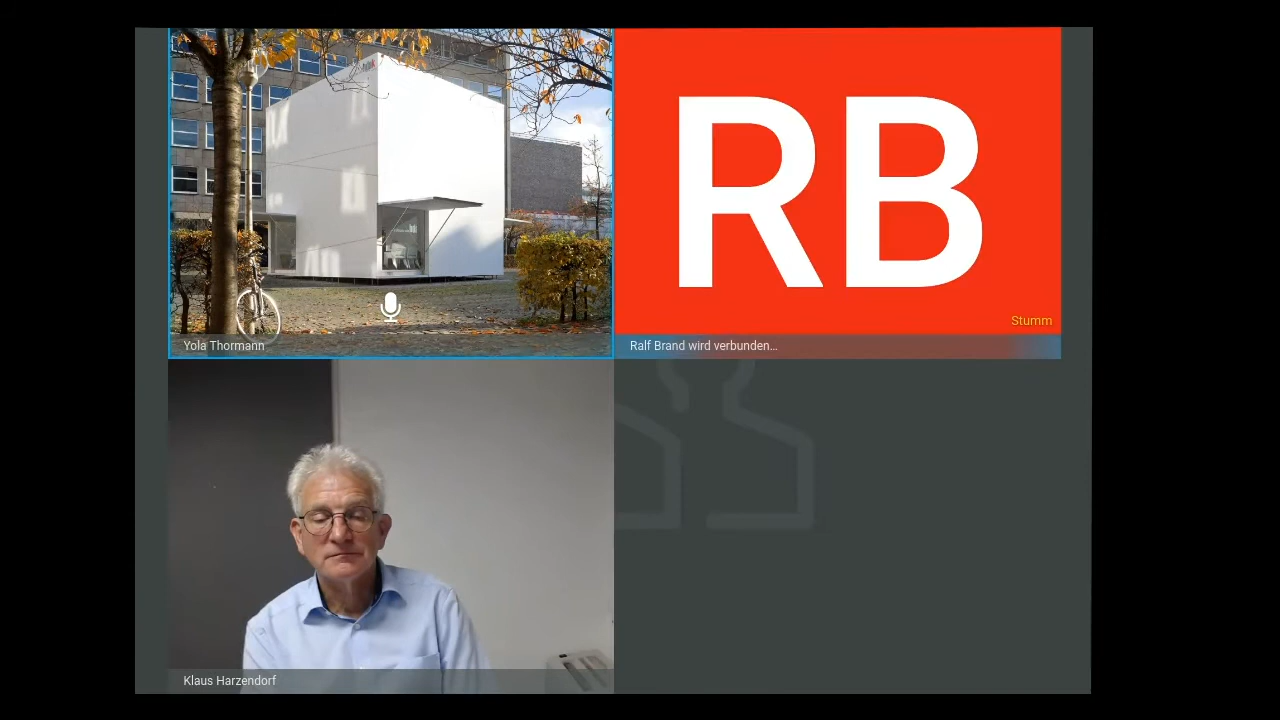 RB
Stumm
Yola Thormann
Ralf Brand wird verbunden…
Klaus Harzendorf